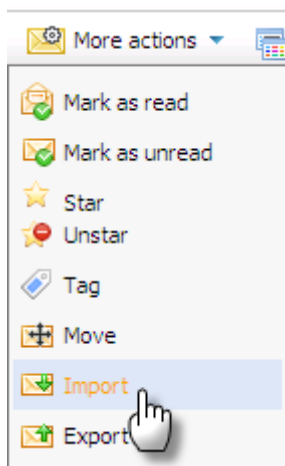 More actions
Mark as read
Mark as unread
Star
Unstar
Tag
Move
Import
Export